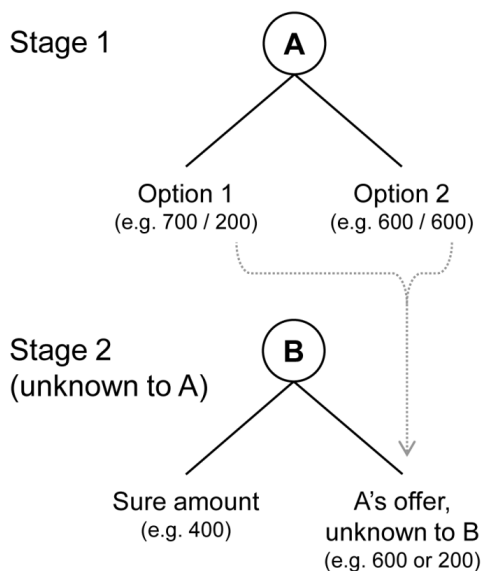 Stage 1
A
Option 1
(e.g. 700 / 200)
Option 2
(e.g. 600 / 600)
Stage 2
(unknown to A)
B
Sure amount
(e.g. 400)
A's offer,
unknown to B
(e.g. 600 or 200)